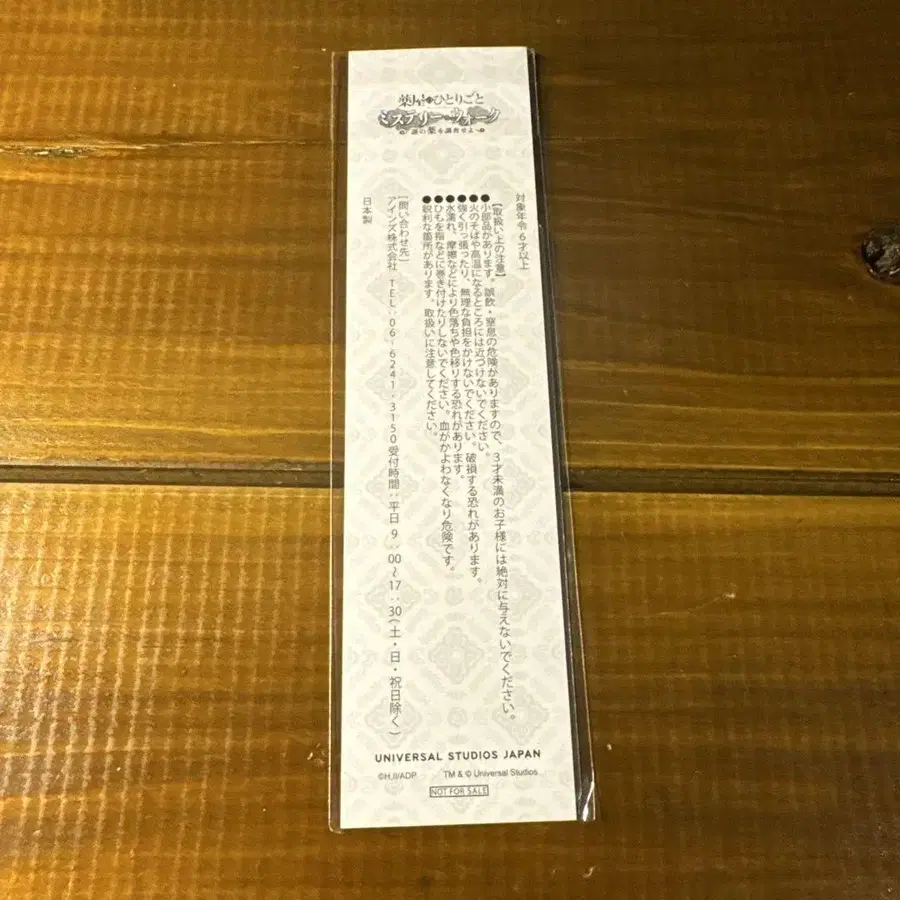 薬屋のひとりごと
ミステリー・ウォーク
〜謎の薬を調査せよ〜
対象年令 6才以上
【取扱い上の注意】
●小部品があります。誤飲・窒息の危険がありますので、3才未満のお子様には絶対に与えないでください。
●火のそばや高温になるところには近づけないでください。
●強く引っ張ったり、無理な負担をかけないでください。破損する恐れがあります。
●水濡れ、摩擦などにより色落ちや色移りする恐れがあります。
●ひもを指などに巻き付けたりしないでください。血がかよわなくなり危険です。
●鋭利な箇所があります。取扱いに注意してください。
[問い合わせ先]
アインズ株式会社 TEL:06-6241-3150 受付時間:平日 9:00~17:30(土・日・祝日除く)
日本製
UNIVERSAL STUDIOS JAPAN
©H,II/ADP TM & © Universal Studios
NOT FOR SALE